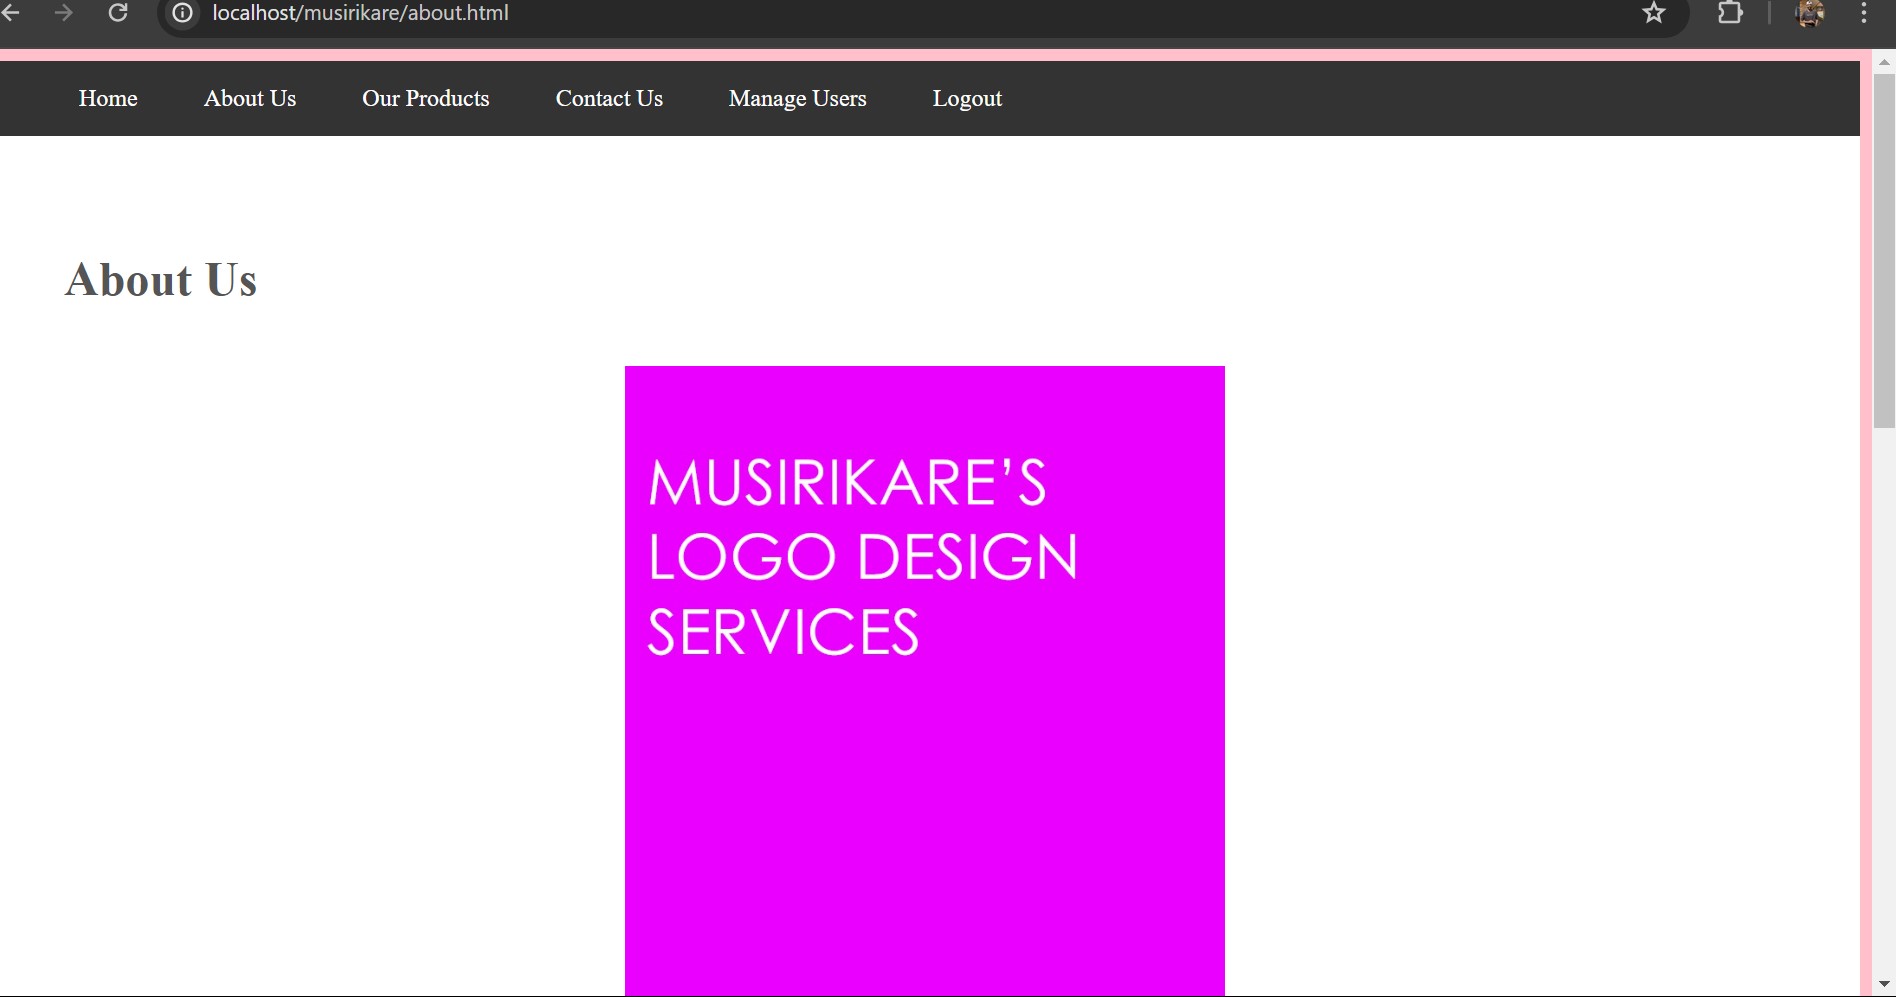 localhost/musirikare/about.html
Home About Us Our Products Contact Us Manage Users Logout
About Us
MUSIRIKARE’S
LOGO DESIGN
SERVICES